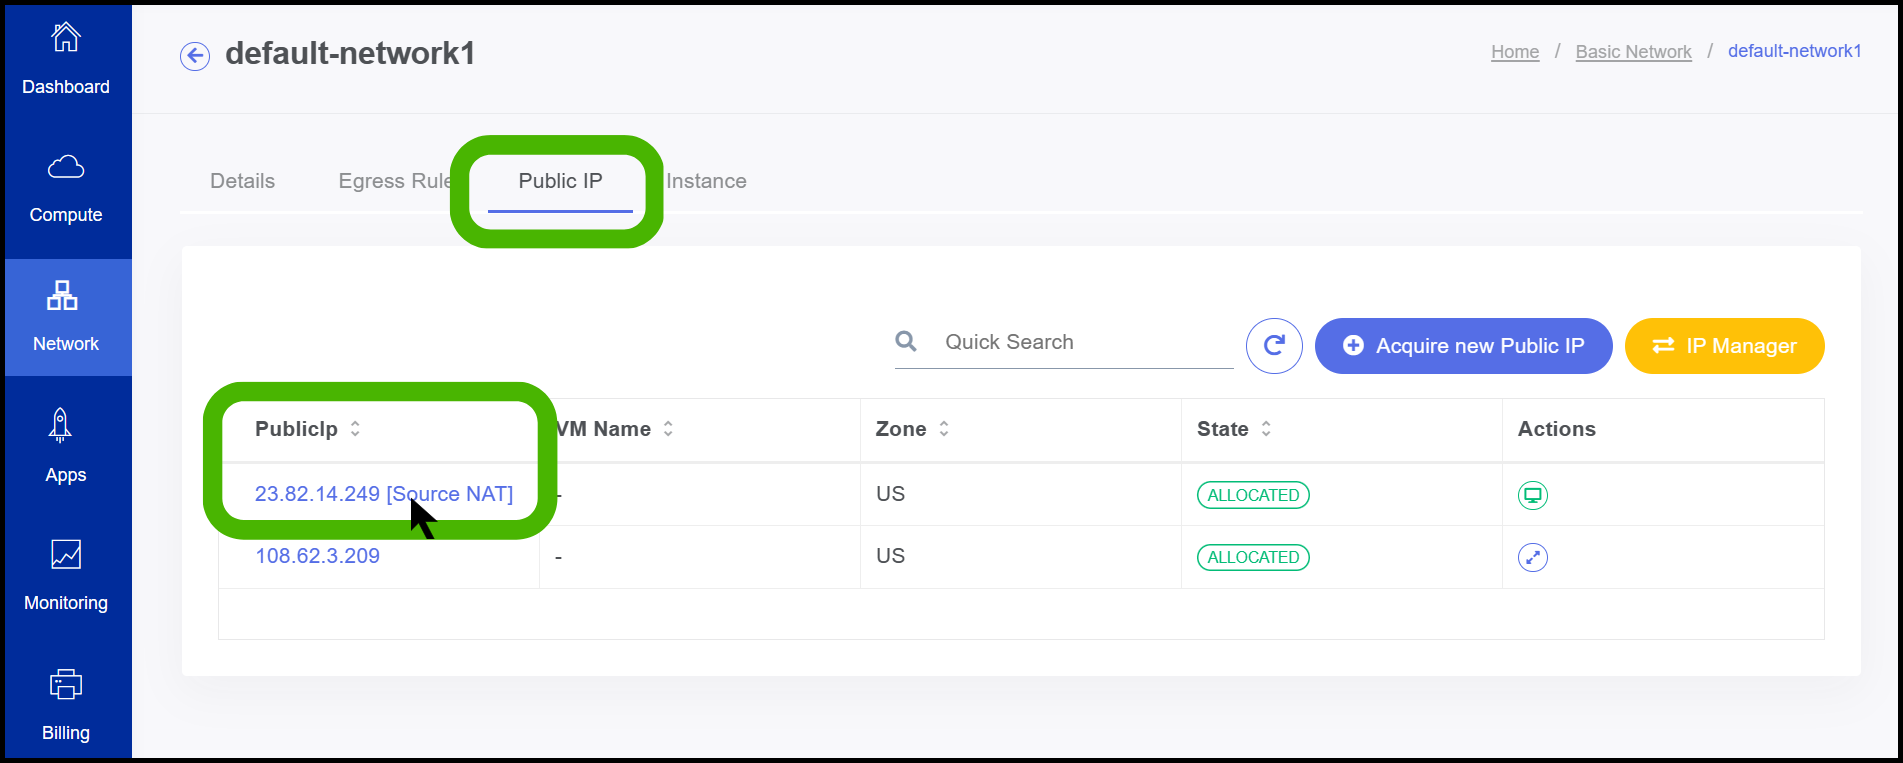 default-network1
Home / Basic Network / default-network1
Dashboard
Compute
Network
Apps
Monitoring
Billing
Details Egress Rule Public IP Instance
Quick Search
Acquire new Public IP
IP Manager
PublicIp VM Name Zone State Actions
23.82.14.249 [Source NAT] - US ALLOCATED
108.62.3.209 - US ALLOCATED